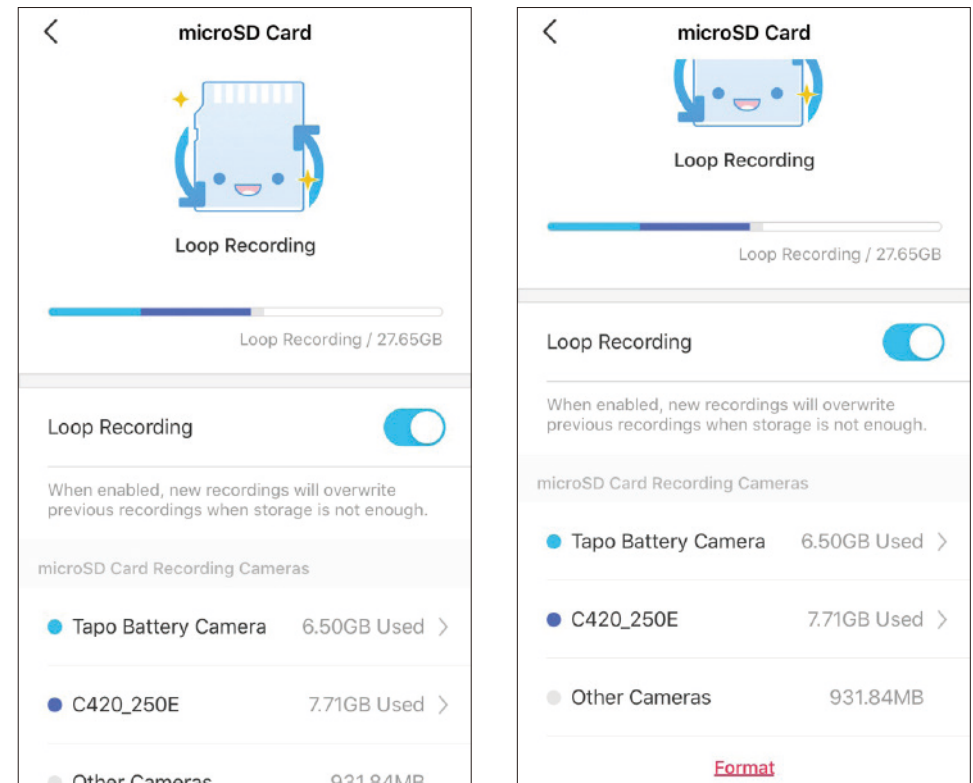 microSD Card
Loop Recording
Loop Recording / 27.65GB
Loop Recording
When enabled, new recordings will overwrite
previous recordings when storage is not enough.
microSD Card Recording Cameras
Tapo Battery Camera 6.50GB Used
C420_250E 7.71GB Used
Other Cameras 931.84MB
microSD Card
Loop Recording
Loop Recording / 27.65GB
Loop Recording
When enabled, new recordings will overwrite
previous recordings when storage is not enough.
microSD Card Recording Cameras
Tapo Battery Camera 6.50GB Used
C420_250E 7.71GB Used
Other Cameras 931.84MB
Format